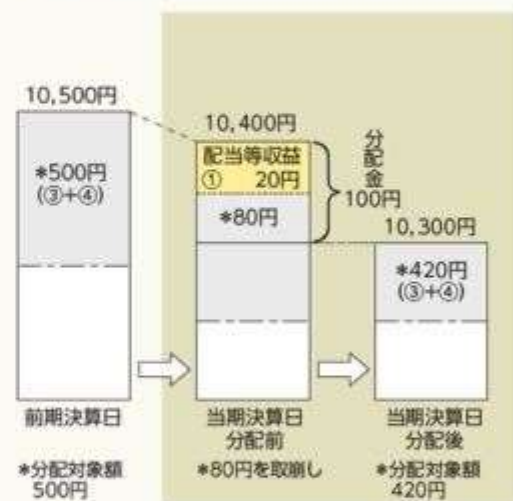 10,500円
*500円
(③+④)
前期決算日
*分配対象額
500円
10,400円
配当等収益
① 20円
*80円
分配金
100円
当期決算日
分配前
*80円を取崩し
10,300円
*420円
(③+④)
当期決算日
分配後
*分配対象額
420円